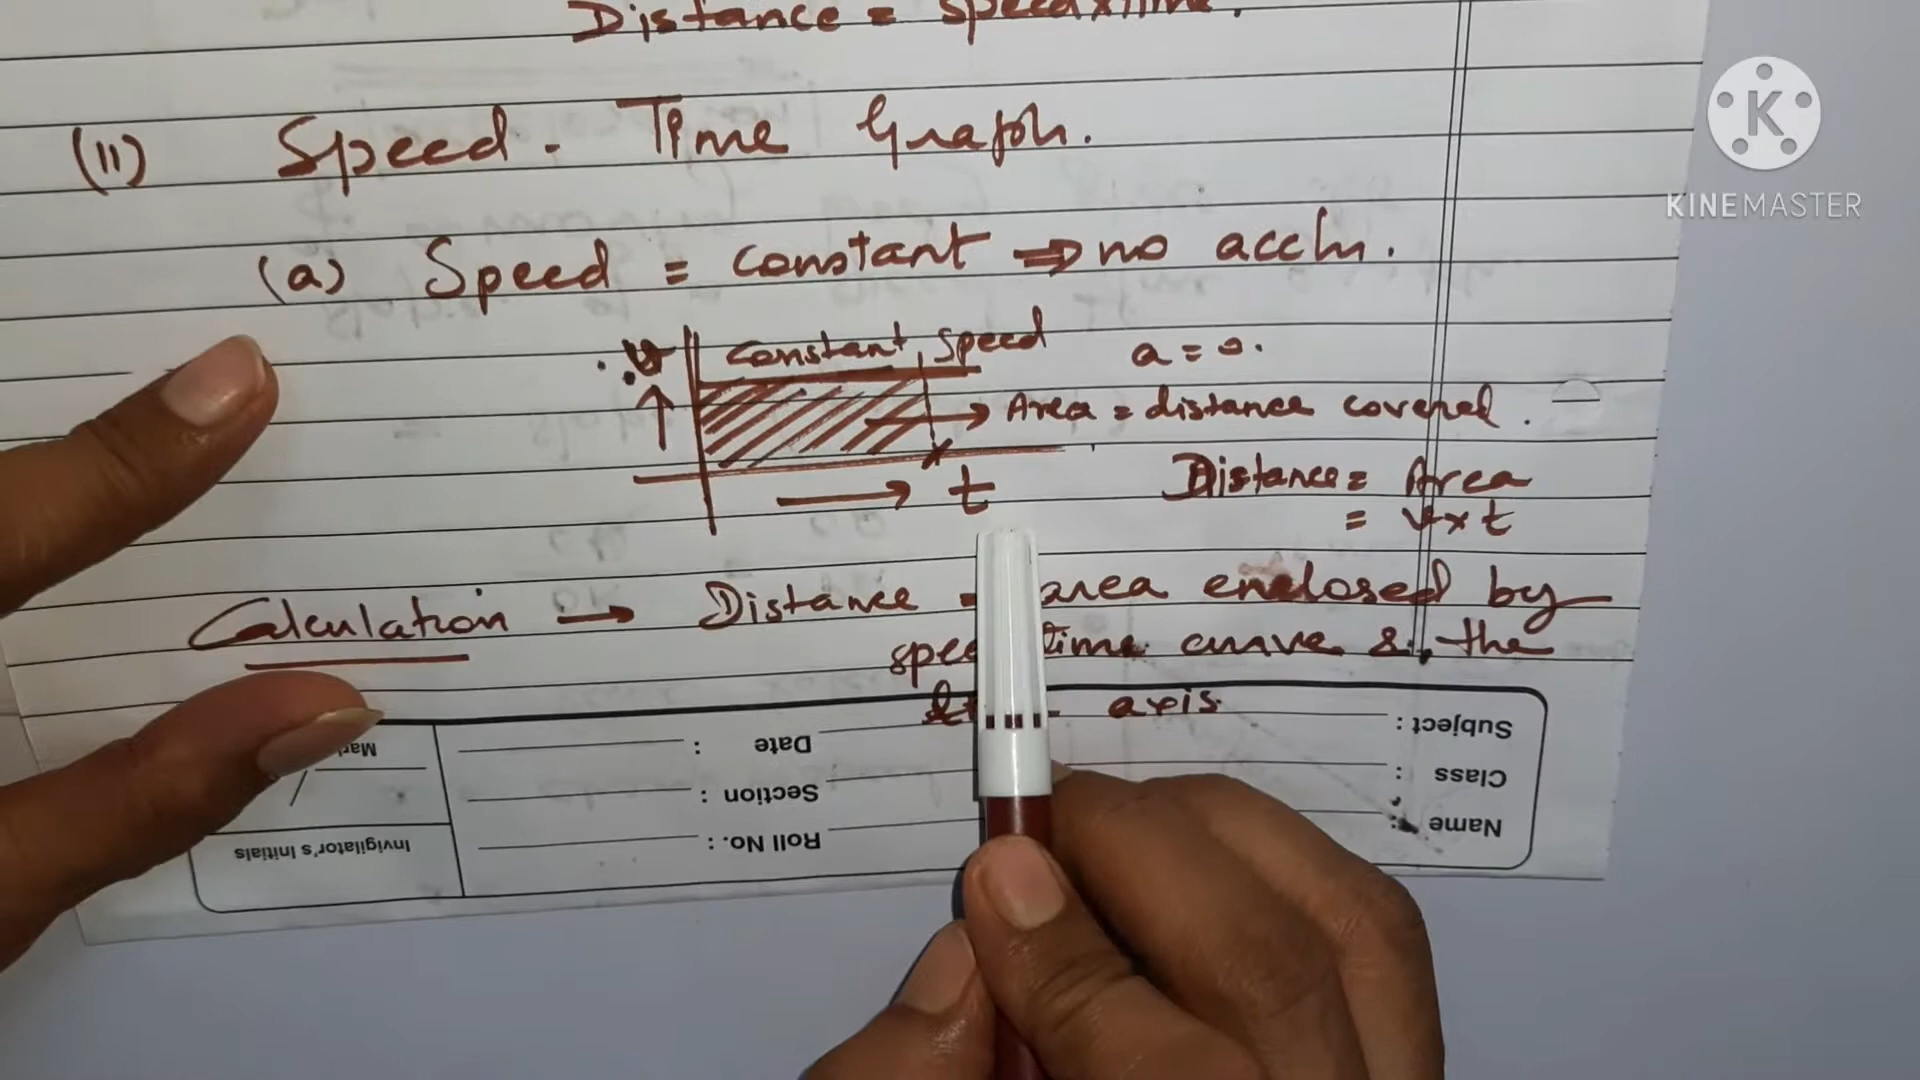 Distance = speed x time.
(11) Speed - Time Graph.
(a) Speed = constant ⇒ no accln.
v constant speed a = 0.
Area = distance covered.
t
Distance = Area
= v x t
Calculation → Distance = area enclosed by
time curve & the
axis
Subject :
Class :
Name :
Date :
Section :
Roll No. :
Invigilator's Initials
K
KINEMASTER